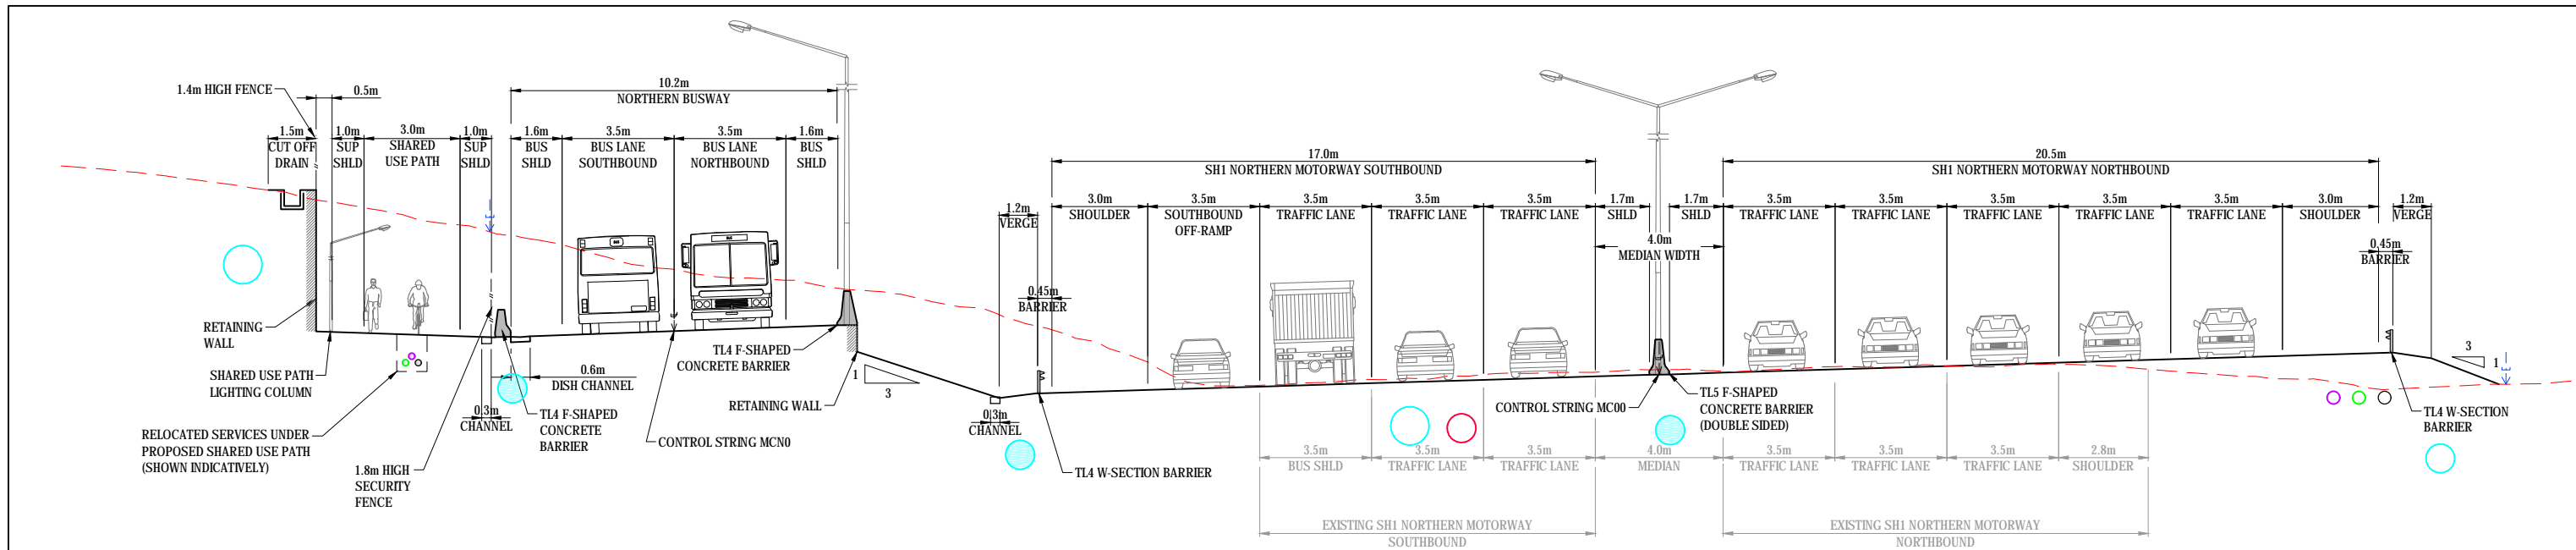 1.4m HIGH FENCE
0.5m
1.5m
CUT OFF
DRAIN
1.0m
SUP
SHLD
3.0m
SHARED
USE PATH
1.0m
SUP
SHLD
10.2m
NORTHERN BUSWAY
1.6m
BUS
SHLD
3.5m
BUS LANE
SOUTHBOUND
3.5m
BUS LANE
NORTHBOUND
1.6m
BUS
SHLD
17.0m
SH1 NORTHERN MOTORWAY SOUTHBOUND
1.2m
VERGE
0.45m
BARRIER
3.0m
SHOULDER
3.5m
SOUTHBOUND
OFF-RAMP
3.5m
TRAFFIC LANE
3.5m
TRAFFIC LANE
3.5m
TRAFFIC LANE
1.7m
SHLD
1.7m
SHLD
4.0m
MEDIAN WIDTH
20.5m
SH1 NORTHERN MOTORWAY NORTHBOUND
3.5m
TRAFFIC LANE
3.5m
TRAFFIC LANE
3.5m
TRAFFIC LANE
3.5m
TRAFFIC LANE
3.5m
TRAFFIC LANE
3.0m
SHOULDER
1.2m
VERGE
0.45m
BARRIER
RETAINING
WALL
SHARED USE PATH
LIGHTING COLUMN
RELOCATED SERVICES UNDER
PROPOSED SHARED USE PATH
(SHOWN INDICATIVELY)
1.8m HIGH
SECURITY
FENCE
0.3m
CHANNEL
0.6m
DISH CHANNEL
TL4 F-SHAPED
CONCRETE
BARRIER
CONTROL STRING MCN0
TL4 F-SHAPED
CONCRETE BARRIER
RETAINING WALL
1
3
0.3m
CHANNEL
TL4 W-SECTION BARRIER
CONTROL STRING MC00
TL5 F-SHAPED
CONCRETE BARRIER
(DOUBLE SIDED)
3
1
TL4 W-SECTION
BARRIER
3.5m
BUS SHLD
3.5m
TRAFFIC LANE
3.5m
TRAFFIC LANE
4.0m
MEDIAN
3.5m
TRAFFIC LANE
3.5m
TRAFFIC LANE
3.5m
TRAFFIC LANE
2.8m
SHOULDER
EXISTING SH1 NORTHERN MOTORWAY
SOUTHBOUND
EXISTING SH1 NORTHERN MOTORWAY
NORTHBOUND